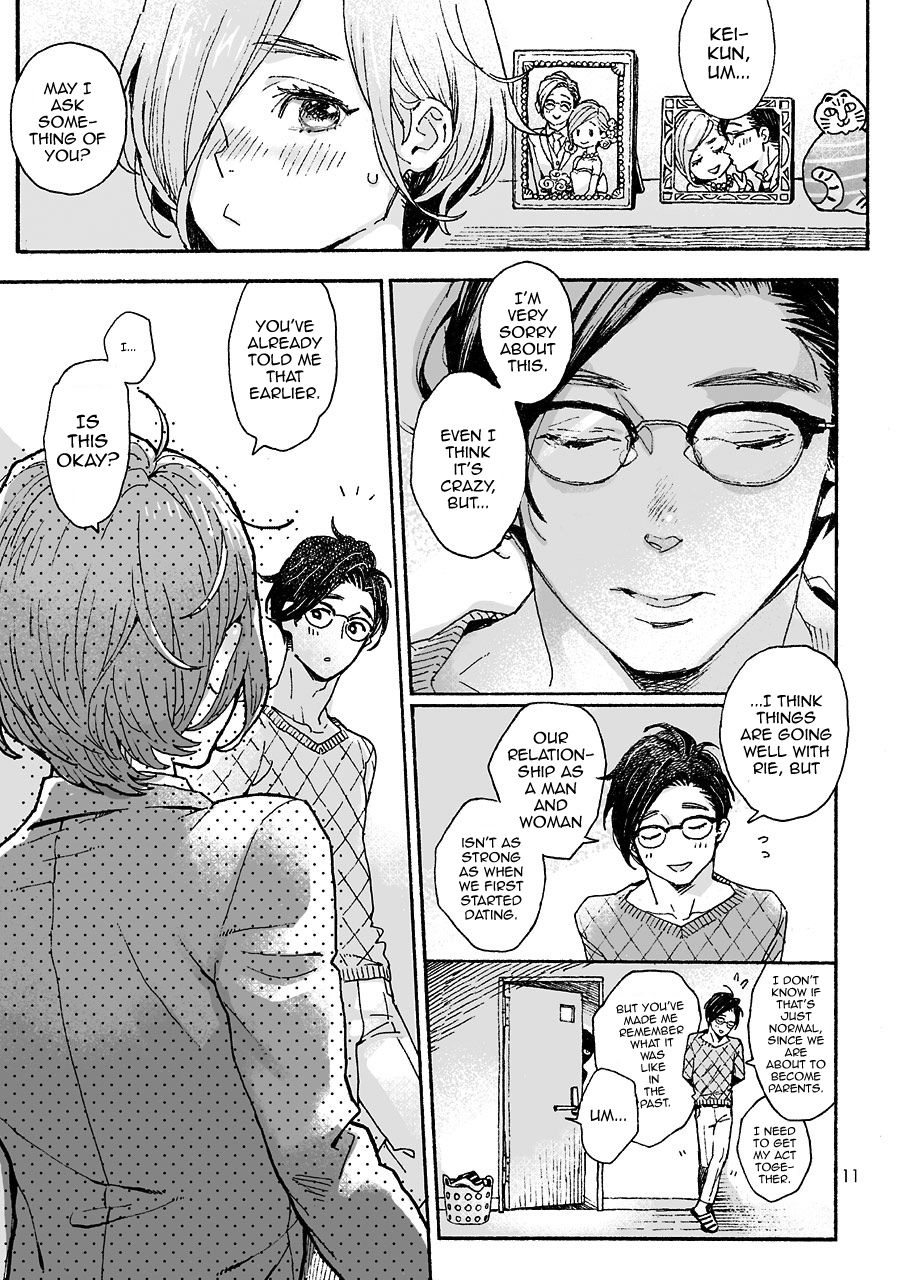 KEI-
KUN,
UM...
MAY I
ASK
SOME-
THING OF
YOU?
I'M
VERY
SORRY
ABOUT
THIS.
EVEN I
THINK
IT'S
CRAZY,
BUT...
YOU'VE
ALREADY
TOLD ME
THAT
EARLIER.
I...
IS
THIS
OKAY?
...I THINK
THINGS
ARE GOING
WELL WITH
RIE, BUT
OUR
RELATION-
SHIP AS
A MAN
AND
WOMAN
ISN'T AS
STRONG
AS WHEN
WE FIRST
STARTED
DATING.
I DON'T
KNOW IF
THAT'S
JUST
NORMAL,
SINCE WE
ARE
ABOUT TO
BECOME
PARENTS.
I NEED
TO GET
MY ACT
TOGE-
THER.
BUT YOU'VE
MADE ME
REMEMBER
WHAT IT
WAS
LIKE
IN
THE
PAST.
UM...
11